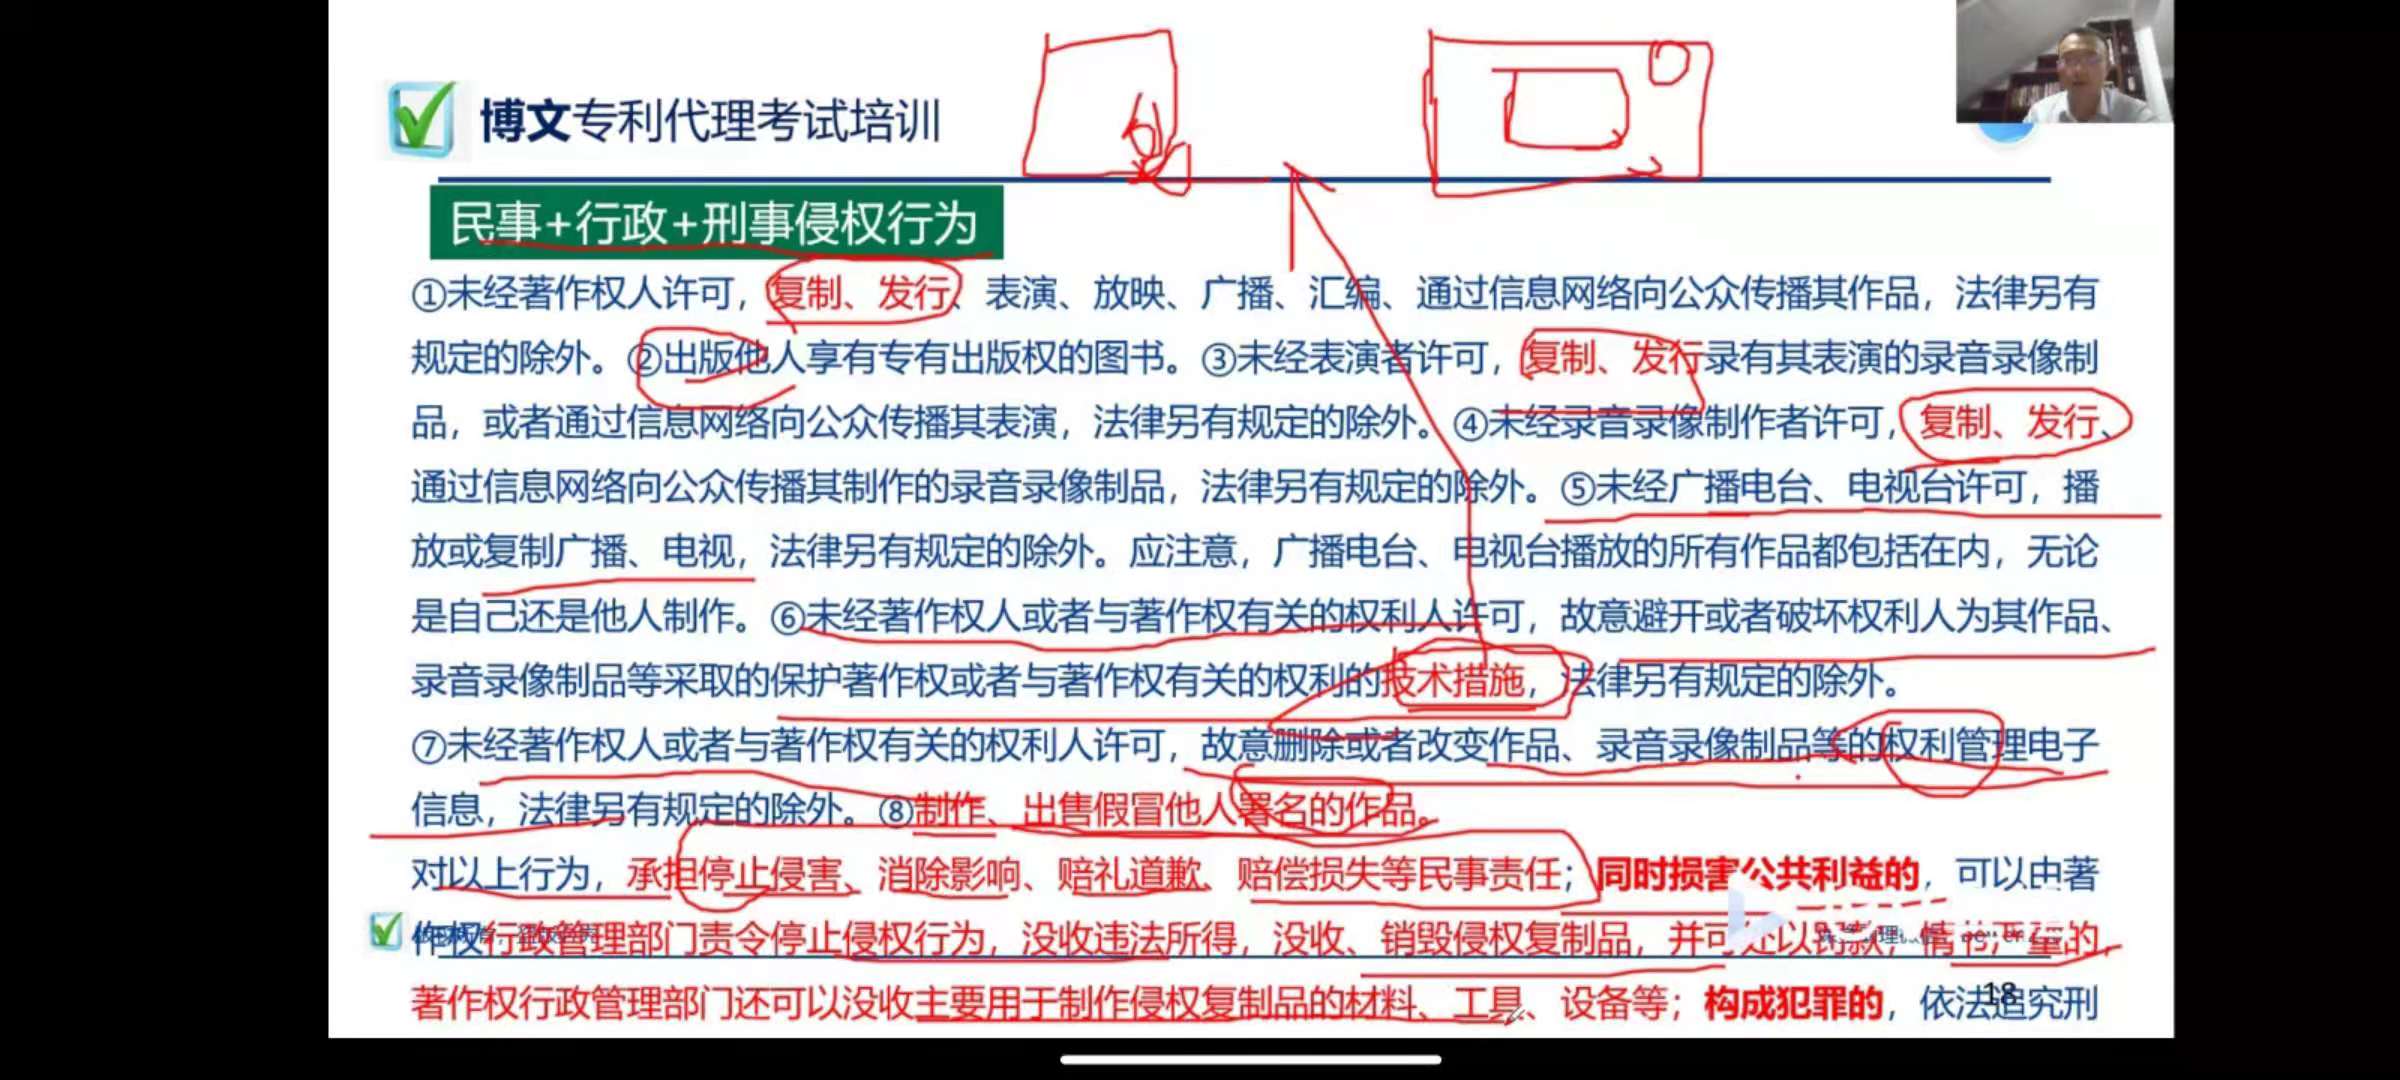 博文专利代理考试培训
民事+行政+刑事侵权行为
①未经著作权人许可，复制、发行、表演、放映、广播、汇编、通过信息网络向公众传播其作品，法律另有
规定的除外。②出版他人享有专有出版权的图书。③未经表演者许可，复制、发行录有其表演的录音录像制
品，或者通过信息网络向公众传播其表演，法律另有规定的除外。④未经录音录像制作者许可，复制、发行、
通过信息网络向公众传播其制作的录音录像制品，法律另有规定的除外。⑤未经广播电台、电视台许可，播
放或复制广播、电视，法律另有规定的除外。应注意，广播电台、电视台播放的所有作品都包括在内，无论
是自己还是他人制作。⑥未经著作权人或者与著作权有关的权利人许可，故意避开或者破坏权利人为其作品、
录音录像制品等采取的保护著作权或者与著作权有关的权利的技术措施，法律另有规定的除外。
⑦未经著作权人或者与著作权有关的权利人许可，故意删除或者改变作品、录音录像制品等的权利管理电子
信息，法律另有规定的除外。⑧制作、出售假冒他人署名的作品。
对以上行为，承担停止侵害、消除影响、赔礼道歉、赔偿损失等民事责任；同时损害公共利益的，可以由著
作权行政管理部门责令停止侵权行为，没收违法所得，没收、销毁侵权复制品，并可处以罚款；情节严重的，
著作权行政管理部门还可以没收主要用于制作侵权复制品的材料、工具、设备等；构成犯罪的，依法追究刑
18